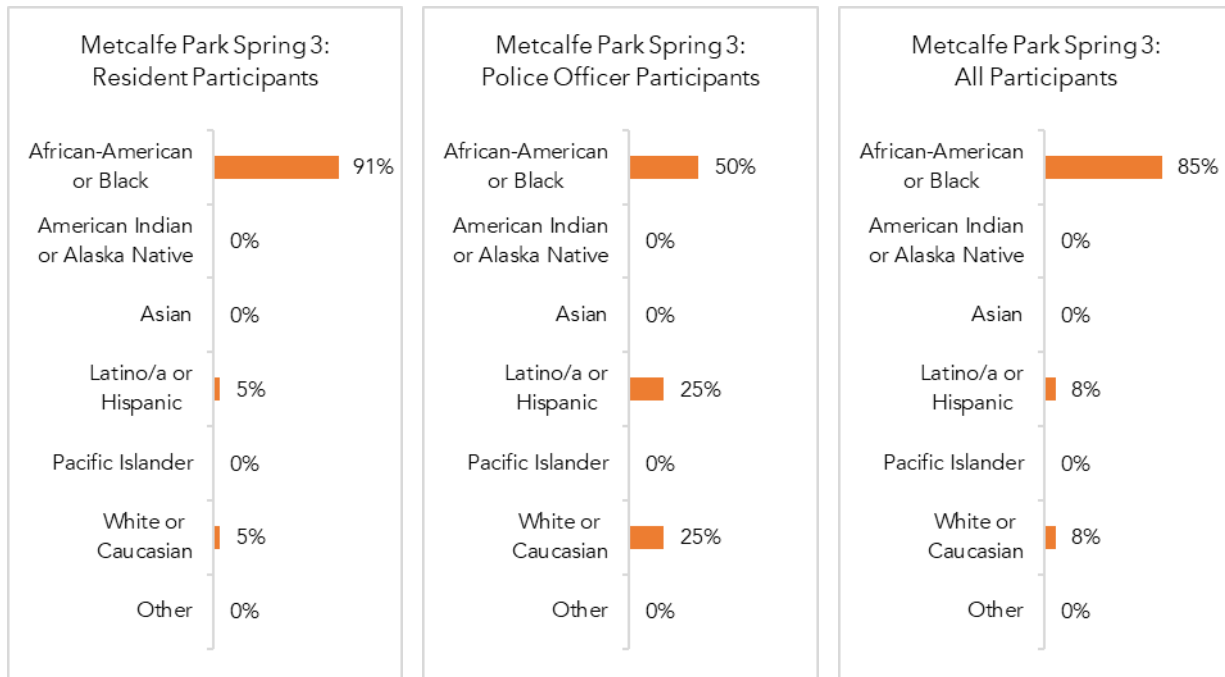 Metcalfe Park Spring 3:
Resident Participants
African-American
or Black
91%
American Indian
or Alaska Native
0%
Asian
0%
Latino/a or
Hispanic
5%
Pacific Islander
0%
White or
Caucasian
5%
Other
0%
Metcalfe Park Spring 3:
Police Officer Participants
African-American
or Black
50%
American Indian
or Alaska Native
0%
Asian
0%
Latino/a or
Hispanic
25%
Pacific Islander
0%
White or
Caucasian
25%
Other
0%
Metcalfe Park Spring 3:
All Participants
African-American
or Black
85%
American Indian
or Alaska Native
0%
Asian
0%
Latino/a or
Hispanic
8%
Pacific Islander
0%
White or
Caucasian
8%
Other
0%